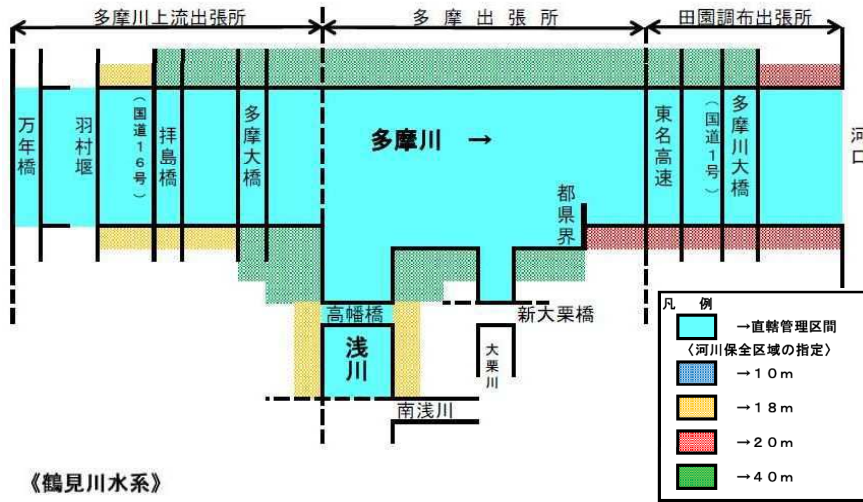 多摩川上流出張所
多摩出張所
田園調布出張所
万年橋
羽村堰
（国道１６号）
拝島橋
多摩大橋
多摩川　→
都県界
東名高速
（国道１号）
多摩川大橋
河口
高幡橋
新大栗橋
浅川
大栗川
南浅川
凡　例
→直轄管理区間
〈河川保全区域の指定〉
→１０ｍ
→１８ｍ
→２０ｍ
→４０ｍ
《鶴見川水系》